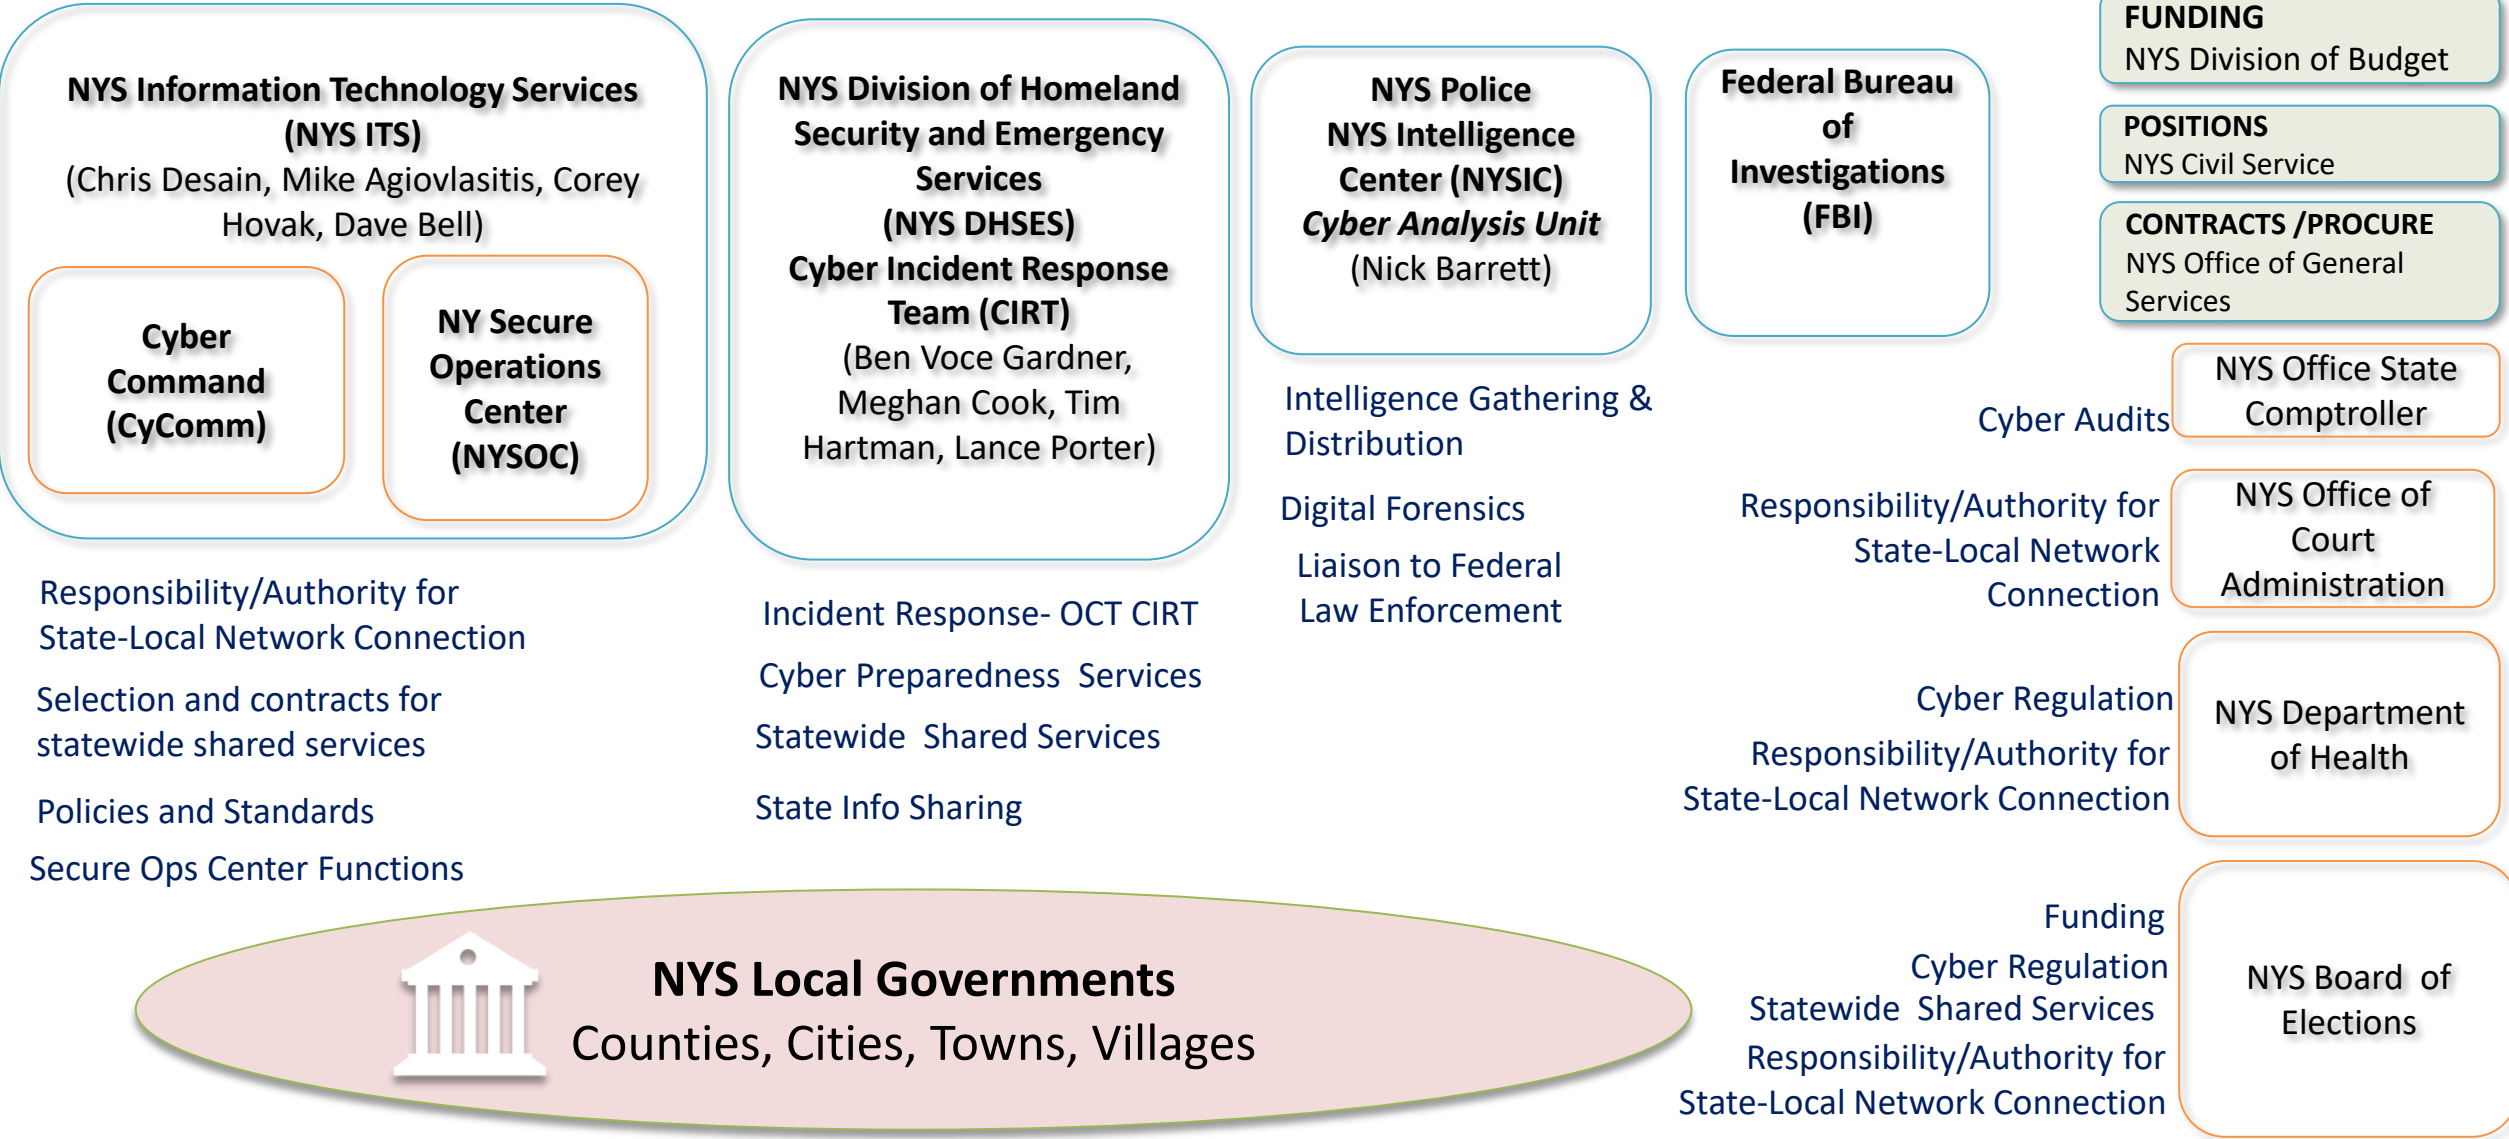 NYS Information Technology Services
(NYS ITS)
(Chris Desain, Mike Agiovlasitis, Corey
Hovak, Dave Bell)
Cyber
Command
(CyComm)
NY Secure
Operations
Center
(NYSOC)
Responsibility/Authority for
State-Local Network Connection
Selection and contracts for
statewide shared services
Policies and Standards
Secure Ops Center Functions
NYS Division of Homeland
Security and Emergency
Services
(NYS DHSES)
Cyber Incident Response
Team (CIRT)
(Ben Voce Gardner,
Meghan Cook, Tim
Hartman, Lance Porter)
Incident Response- OCT CIRT
Cyber Preparedness  Services
Statewide  Shared Services
State Info Sharing
NYS Police
NYS Intelligence
Center (NYSIC)
Cyber Analysis Unit
(Nick Barrett)
Intelligence Gathering &
Distribution
Digital Forensics
Liaison to Federal
Law Enforcement
Federal Bureau
of
Investigations
(FBI)
FUNDING
NYS Division of Budget
POSITIONS
NYS Civil Service
CONTRACTS /PROCURE
NYS Office of General
Services
Cyber Audits
NYS Office State
Comptroller
Responsibility/Authority for
State-Local Network
Connection
NYS Office of
Court
Administration
Cyber Regulation
Responsibility/Authority for
State-Local Network Connection
NYS Department
of Health
Funding
Cyber Regulation
Statewide  Shared Services
Responsibility/Authority for
State-Local Network Connection
NYS Board  of
Elections
NYS Local Governments
Counties, Cities, Towns, Villages